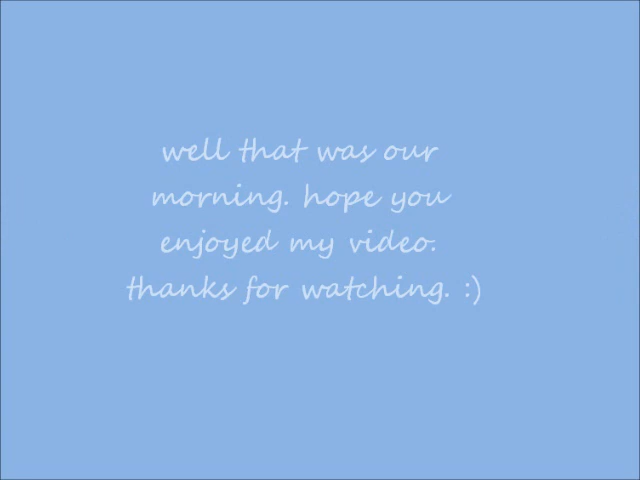 well that was our
morning. hope you
enjoyed my video.
thanks for watching. :)